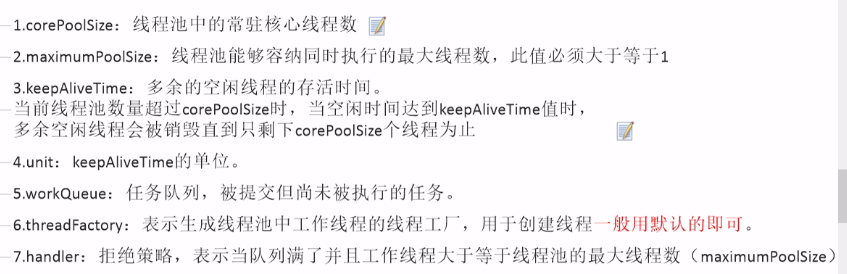 1.corePoolSize：线程池中的常驻核心线程数
2.maximumPoolSize：线程池能够容纳同时执行的最大线程数，此值必须大于等于1
3.keepAliveTime：多余的空闲线程的存活时间。
当前线程池数量超过corePoolSize时，当空闲时间达到keepAliveTime值时，
多余空闲线程会被销毁直到只剩下corePoolSize个线程为止
4.unit：keepAliveTime的单位。
5.workQueue：任务队列，被提交但尚未被执行的任务。
6.threadFactory：表示生成线程池中工作线程的线程工厂，用于创建线程一般用默认的即可。
7.handler：拒绝策略，表示当队列满了并且工作线程大于等于线程池的最大线程数（maximumPoolSize）